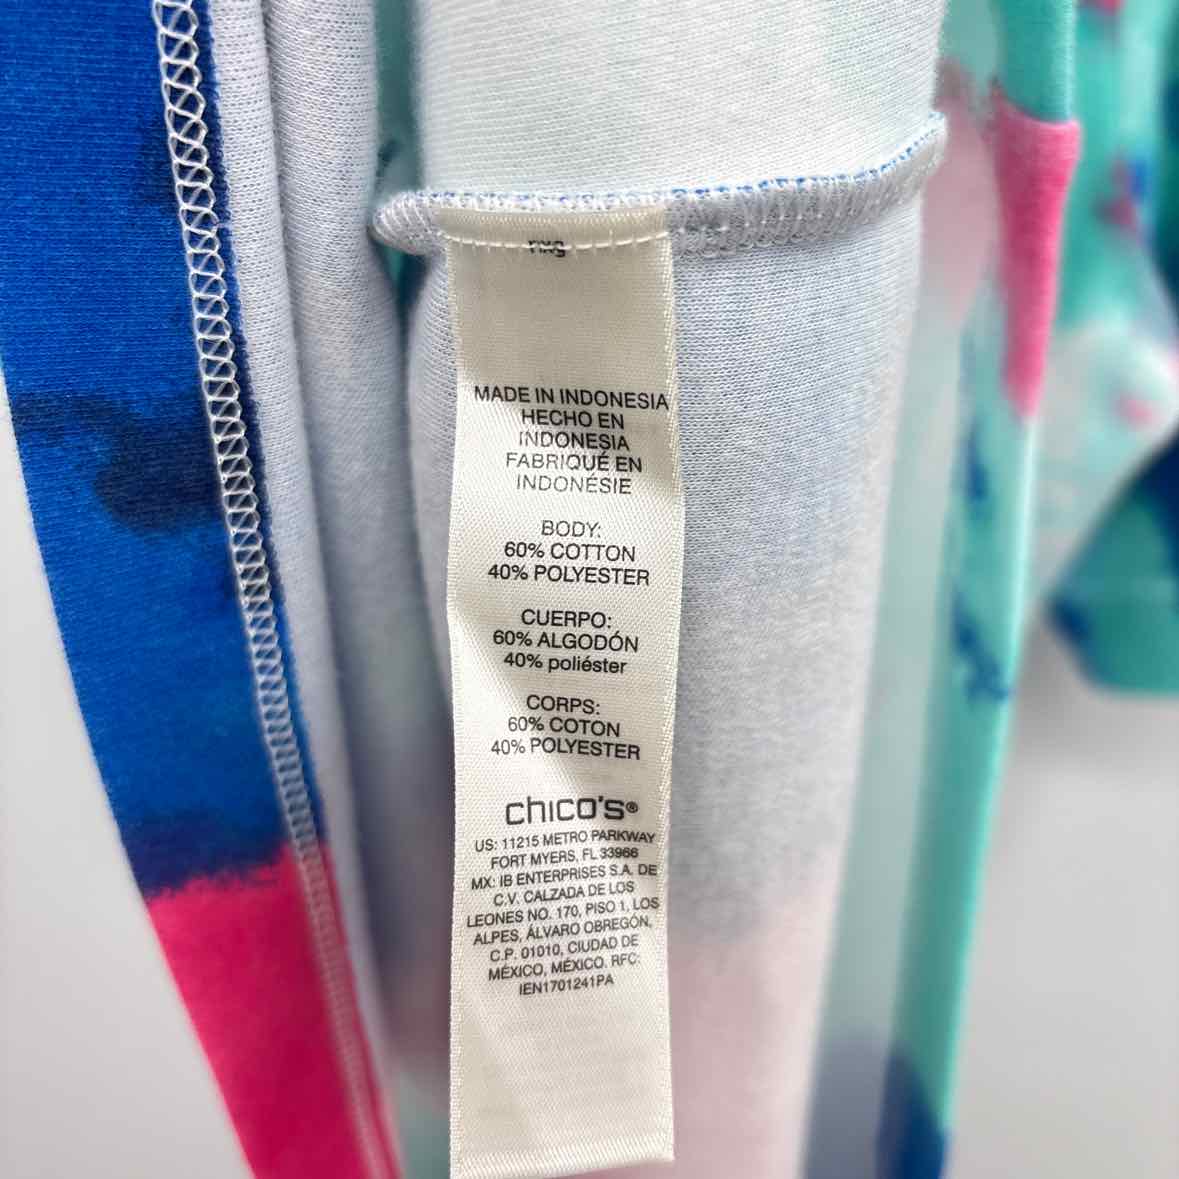 MADE IN INDONESIA
HECHO EN
INDONESIA
FABRIQUÉ EN
INDONÉSIE
BODY:
60% COTTON
40% POLYESTER
CUERPO:
60% ALGODÓN
40% poliéster
CORPS:
60% COTON
40% POLYESTER
chico's®
US: 11215 METRO PARKWAY
FORT MYERS, FL 33966
MX: IB ENTERPRISES S.A. DE
C.V. CALZADA DE LOS
LEONES NO. 170, PISO 1, LOS
ALPES, ÁLVARO OBREGÓN,
C.P. 01010, CIUDAD DE
MÉXICO, MÉXICO. RFC:
IEN1701241PA